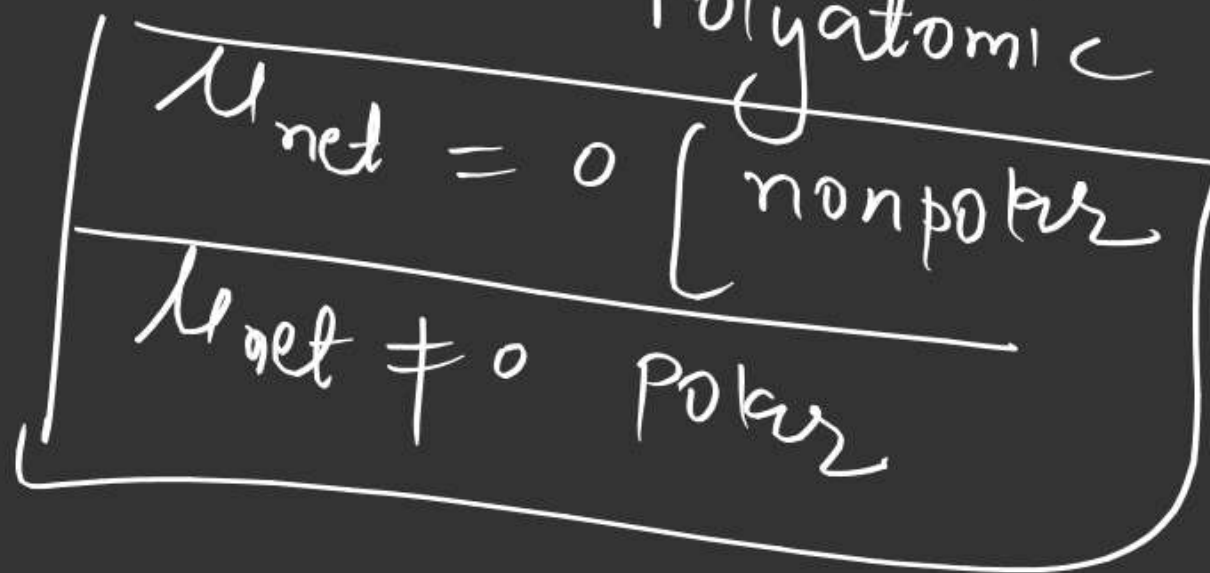 Polyatomic
μnet = 0 [nonpolar
μnet ≠ 0 Polar